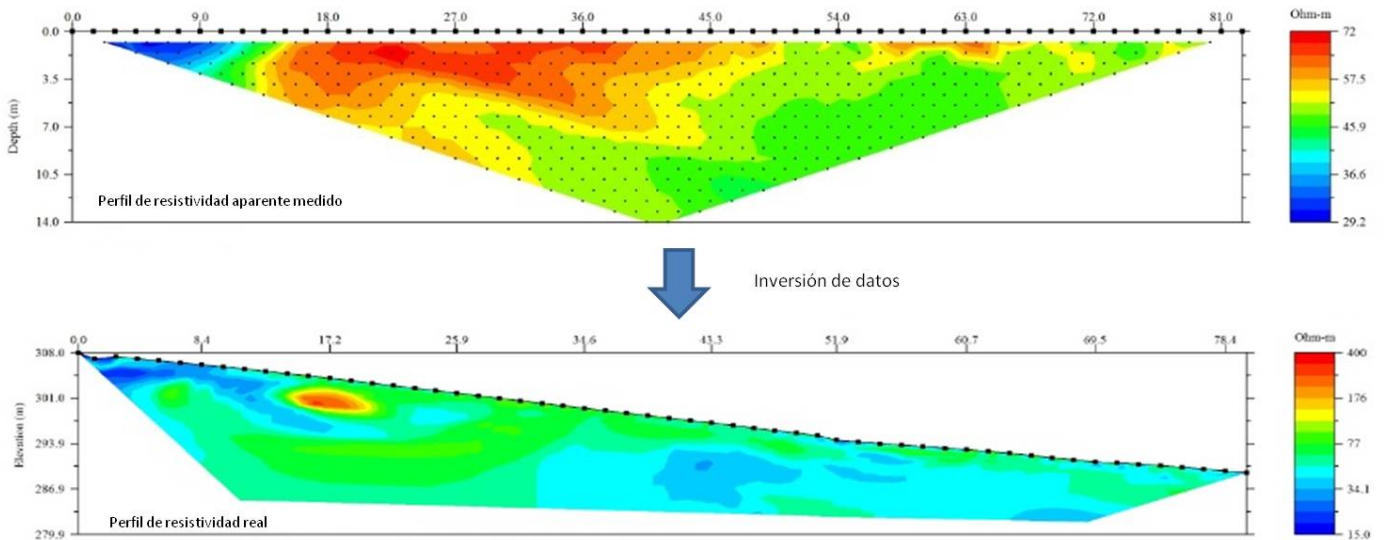 0.0 9.0 18.0 27.0 36.0 45.0 54.0 63.0 72.0 81.0
Ohm-m
0.0
3.5
7.0
10.5
14.0
Depth (m)
72
57.5
45.9
36.6
29.2
Perfil de resistividad aparente medido
Inversión de datos
0.0 8.4 17.2 25.9 34.6 43.3 51.9 60.7 69.5 78.4
Ohm-m
308.0
301.0
293.9
286.9
279.9
Elevation (m)
400
176
77
34.1
15.0
Perfil de resistividad real